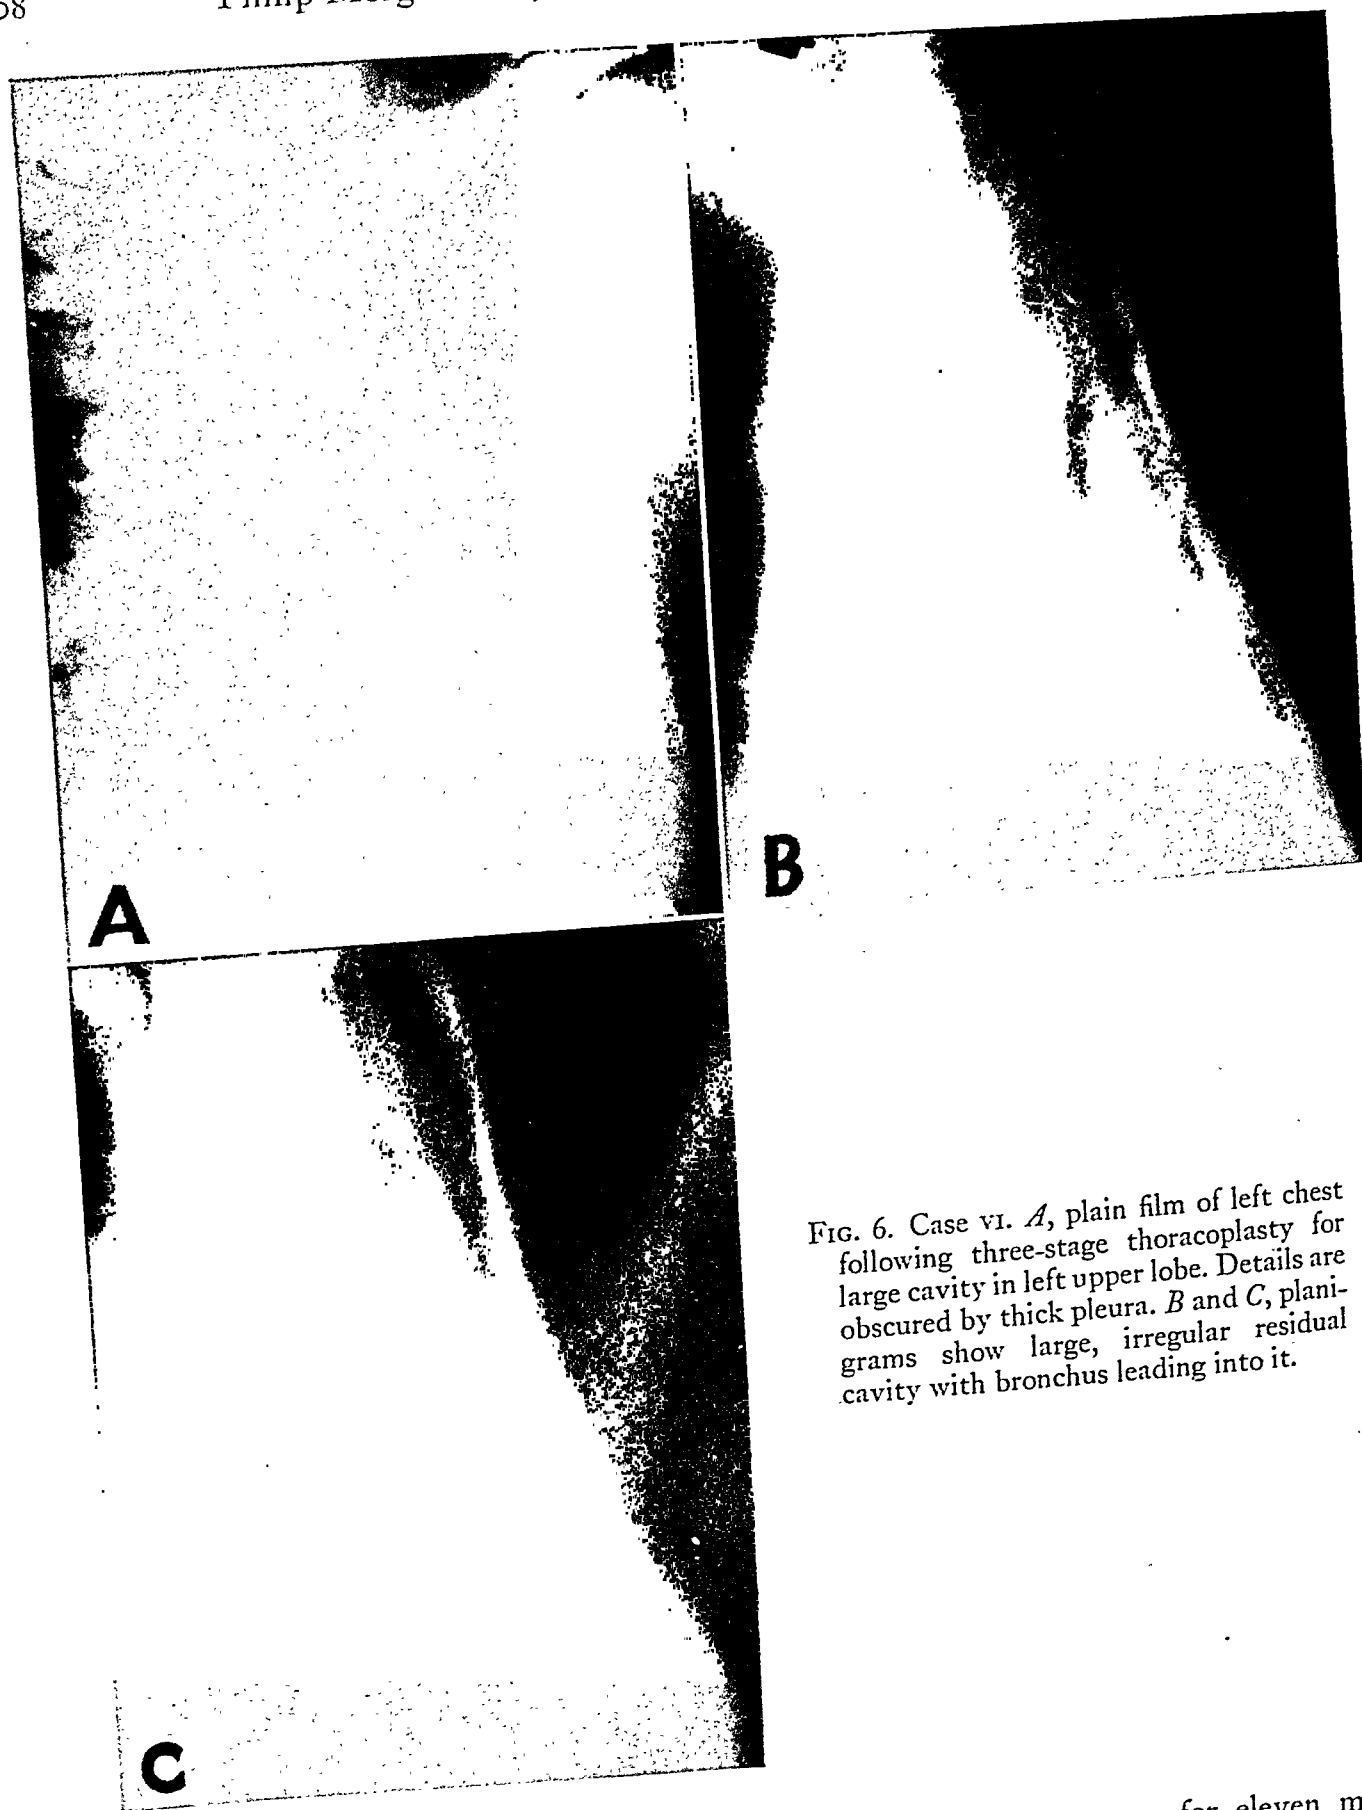 A
B
C
FIG. 6. Case VI. A, plain film of left chest
following three-stage thoracoplasty for
large cavity in left upper lobe. Details are
obscured by thick pleura. B and C, plani-
grams show large, irregular residual
cavity with bronchus leading into it.
eleven